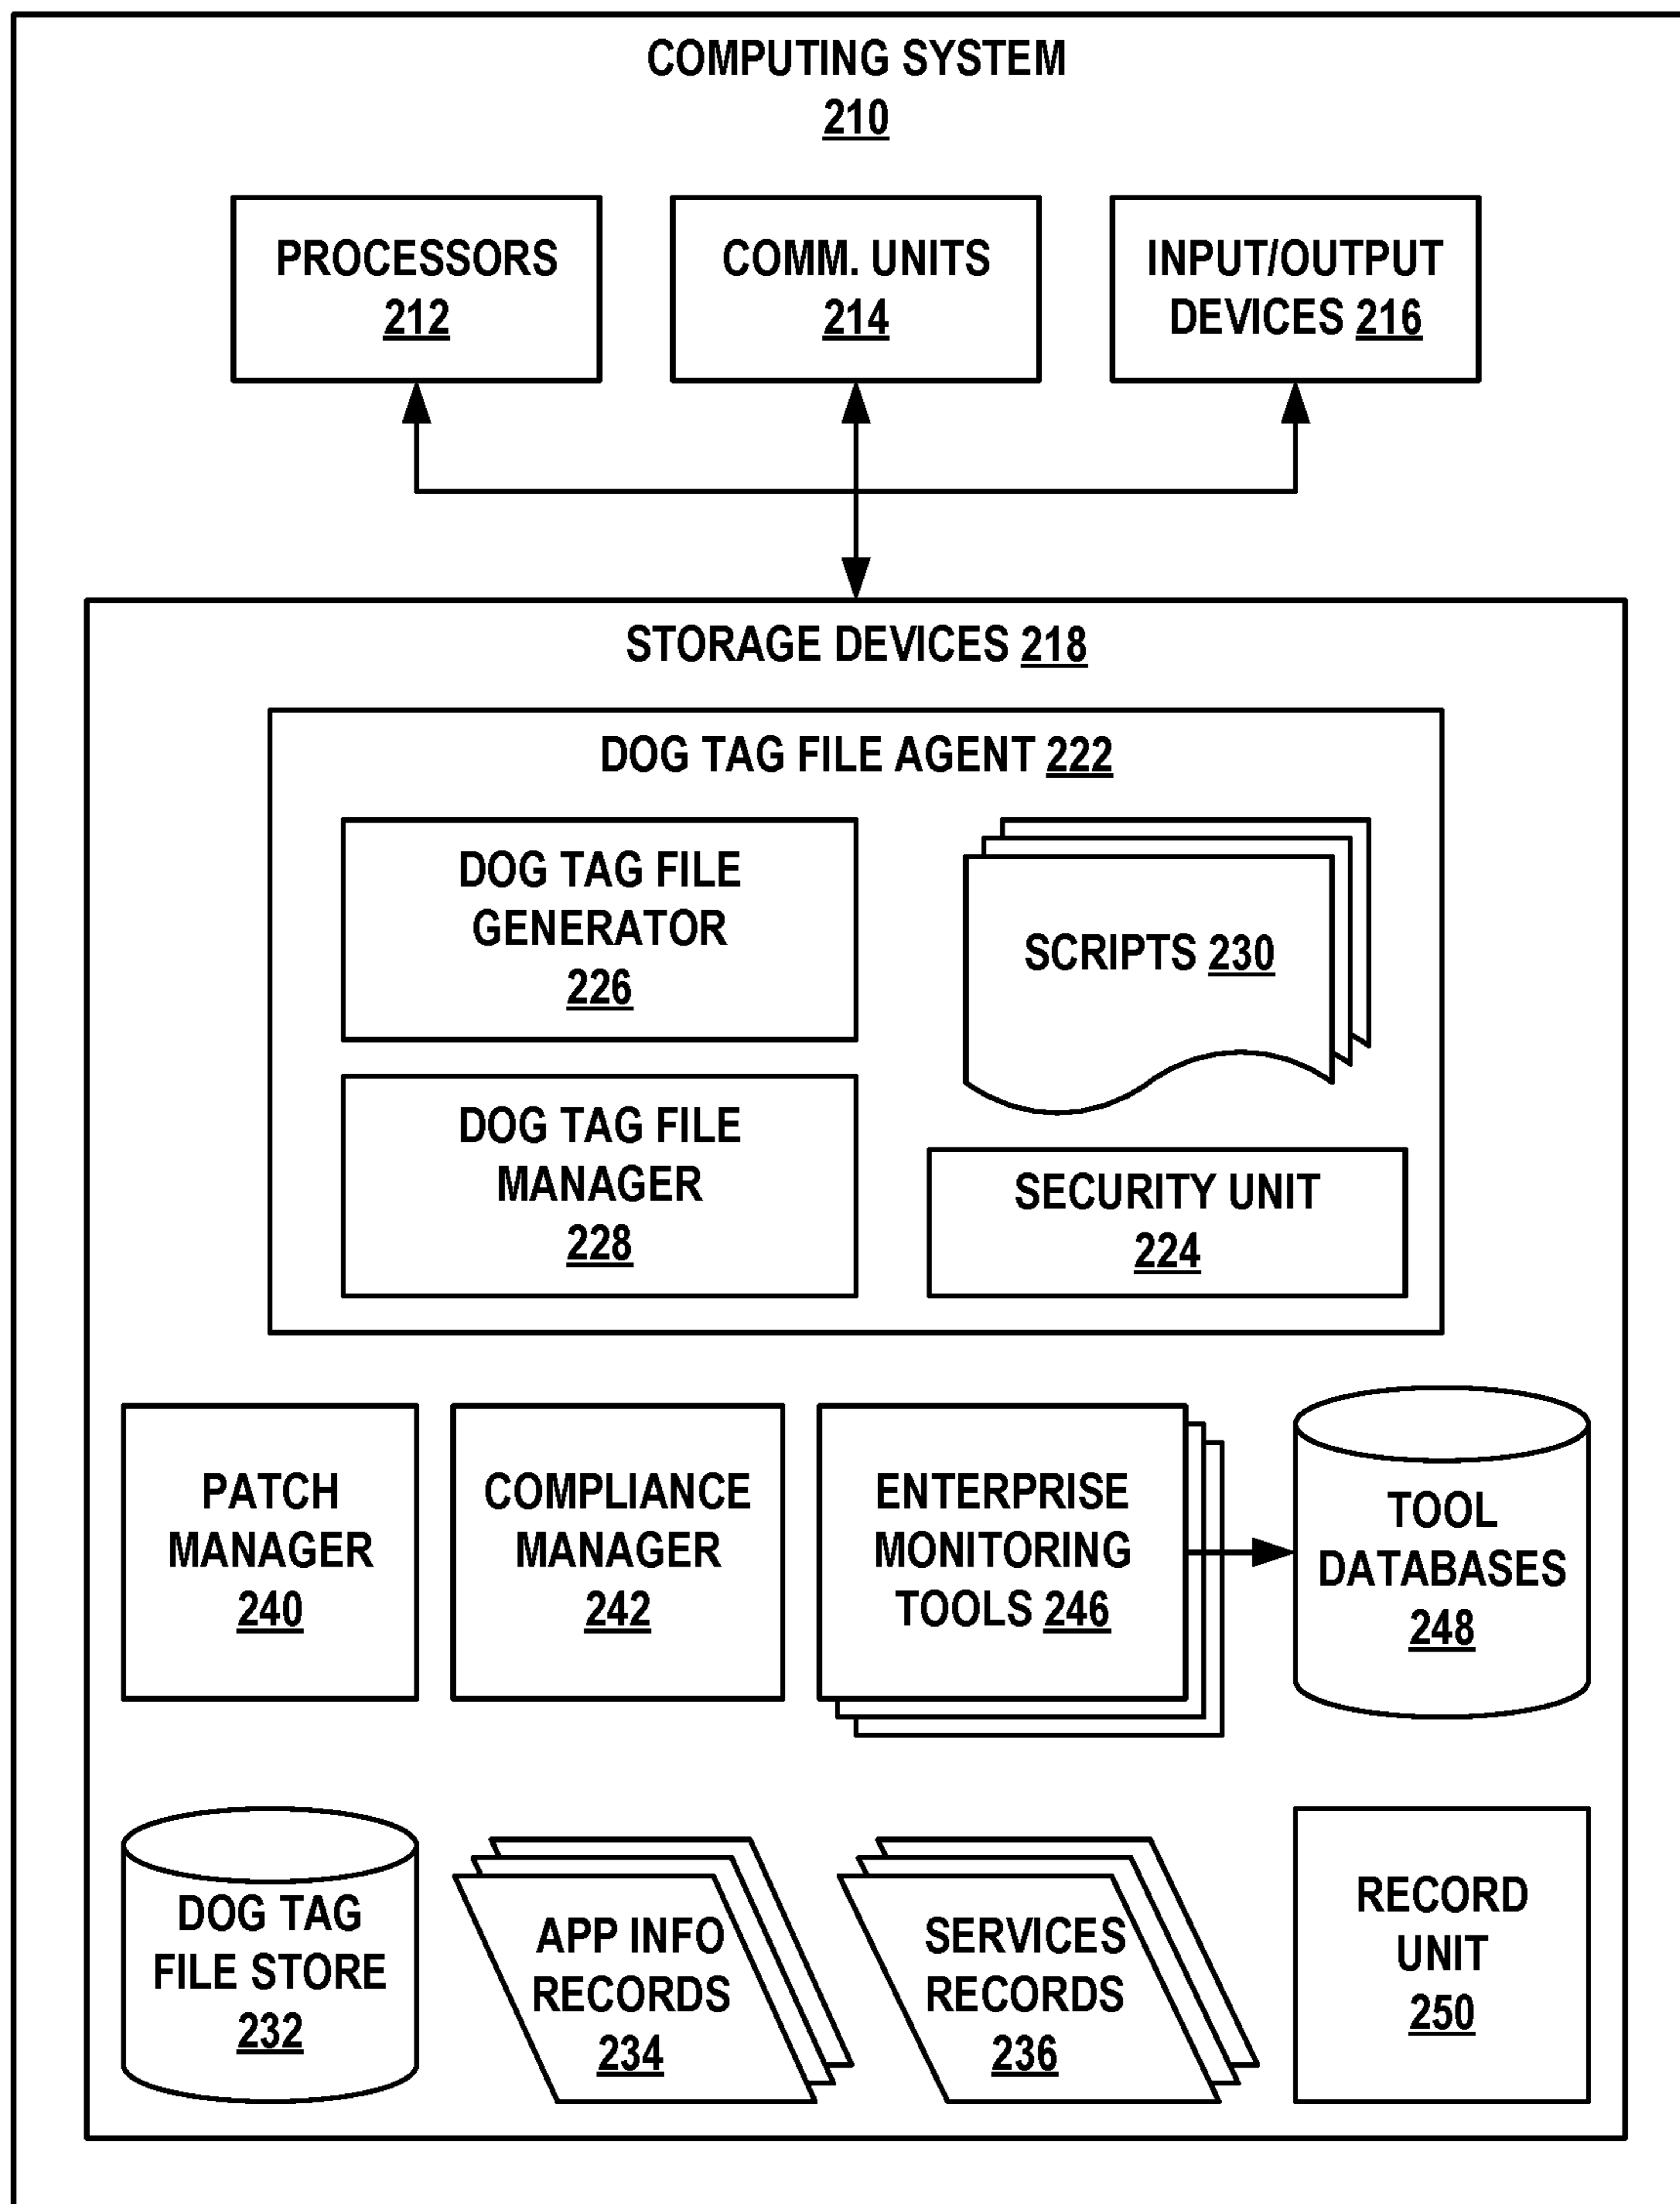 COMPUTING SYSTEM
210
PROCESSORS
212
COMM. UNITS
214
INPUT/OUTPUT
DEVICES 216
STORAGE DEVICES 218
DOG TAG FILE AGENT 222
DOG TAG FILE
GENERATOR
226
SCRIPTS 230
DOG TAG FILE
MANAGER
228
SECURITY UNIT
224
PATCH
MANAGER
240
COMPLIANCE
MANAGER
242
ENTERPRISE
MONITORING
TOOLS 246
TOOL
DATABASES
248
DOG TAG
FILE STORE
232
APP INFO
RECORDS
234
SERVICES
RECORDS
236
RECORD
UNIT
250